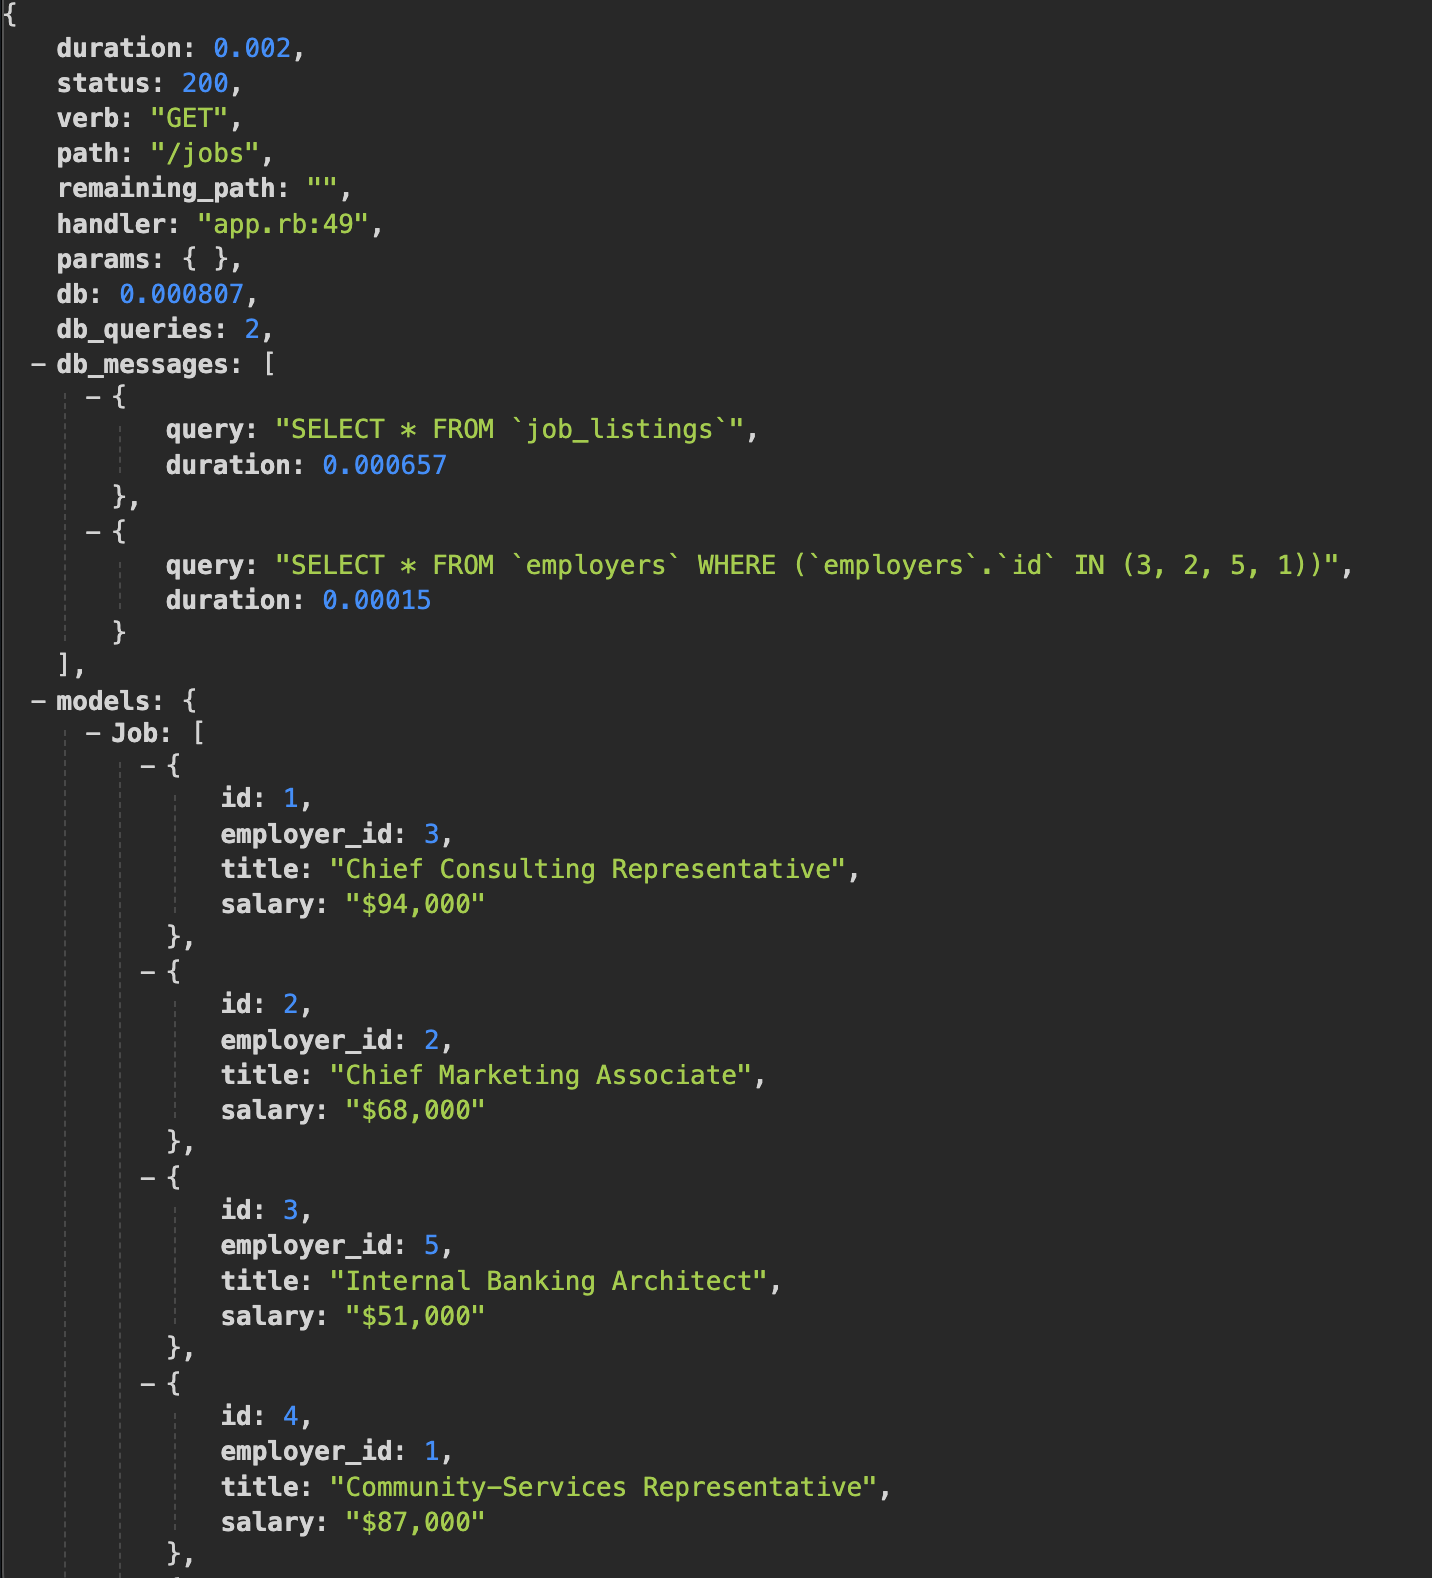 {
duration: 0.002,
status: 200,
verb: "GET",
path: "/jobs",
remaining_path: "",
handler: "app.rb:49",
params: { },
db: 0.000807,
db_queries: 2,
– db_messages: [
– {
query: "SELECT * FROM `job_listings`",
duration: 0.000657
},
– {
query: "SELECT * FROM `employers` WHERE (`employers`.`id` IN (3, 2, 5, 1))",
duration: 0.00015
}
],
– models: {
– Job: [
– {
id: 1,
employer_id: 3,
title: "Chief Consulting Representative",
salary: "$94,000"
},
– {
id: 2,
employer_id: 2,
title: "Chief Marketing Associate",
salary: "$68,000"
},
– {
id: 3,
employer_id: 5,
title: "Internal Banking Architect",
salary: "$51,000"
},
– {
id: 4,
employer_id: 1,
title: "Community-Services Representative",
salary: "$87,000"
},